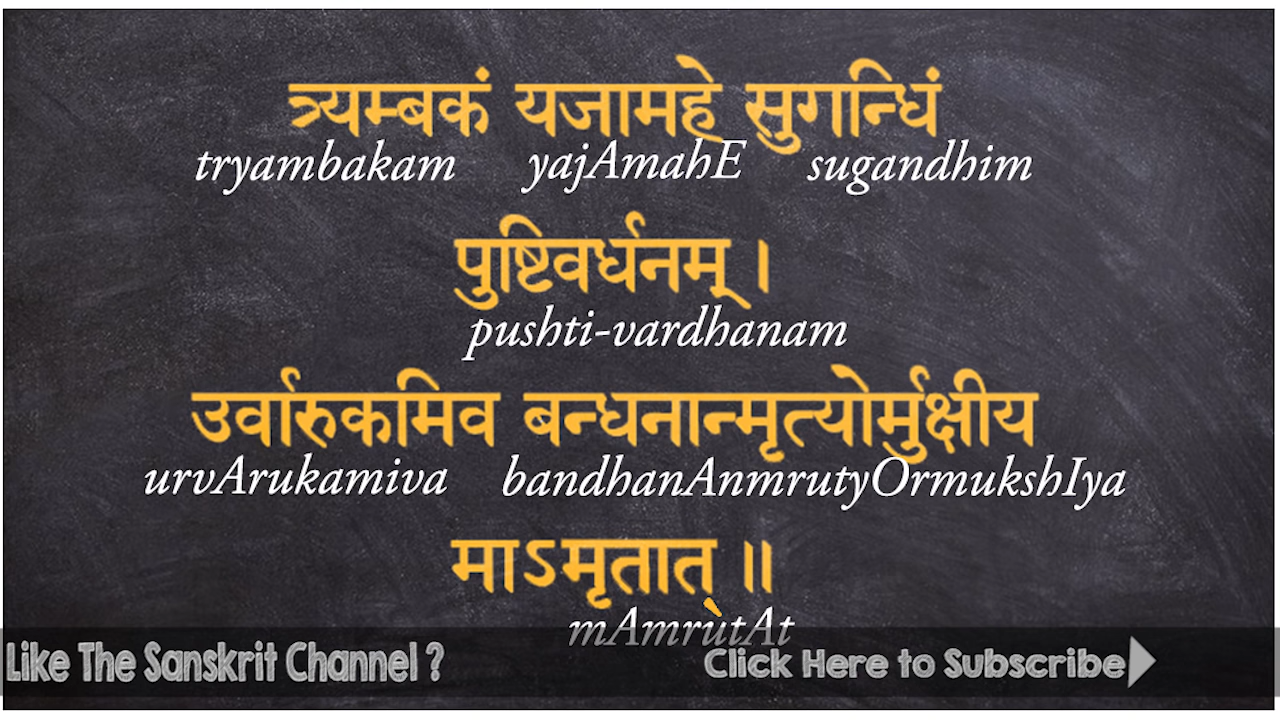 त्र्यम्बकं यजामहे सुगन्धिं
tryambakam yajAmahE sugandhim
पुष्टिवर्धनम् ।
pushti-vardhanam
उर्वारुकमिव बन्धनान्मृत्योर्मुक्षीय
urvArukamiva bandhanAnmrutyOrmukshIya
माऽमृतात् ॥
mAmrutAt
Like The Sanskrit Channel ? Click Here to Subscribe